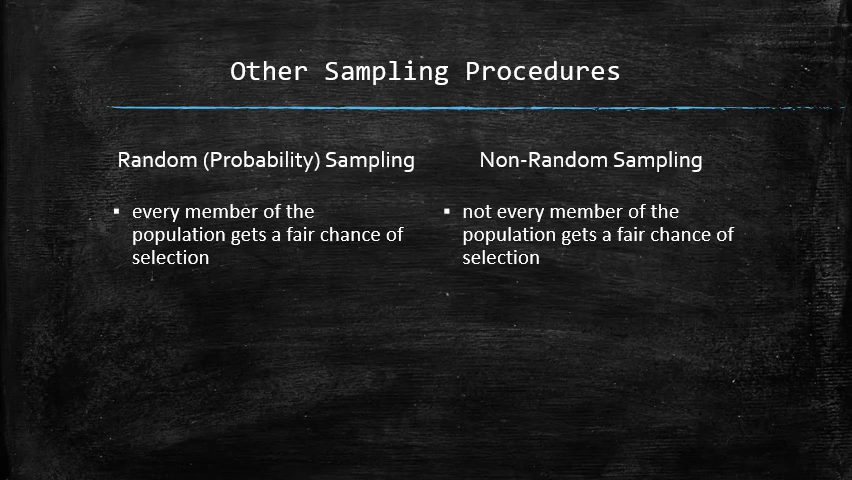 Other Sampling Procedures
Random (Probability) Sampling
▪ every member of the
population gets a fair chance of
selection
Non-Random Sampling
▪ not every member of the
population gets a fair chance of
selection